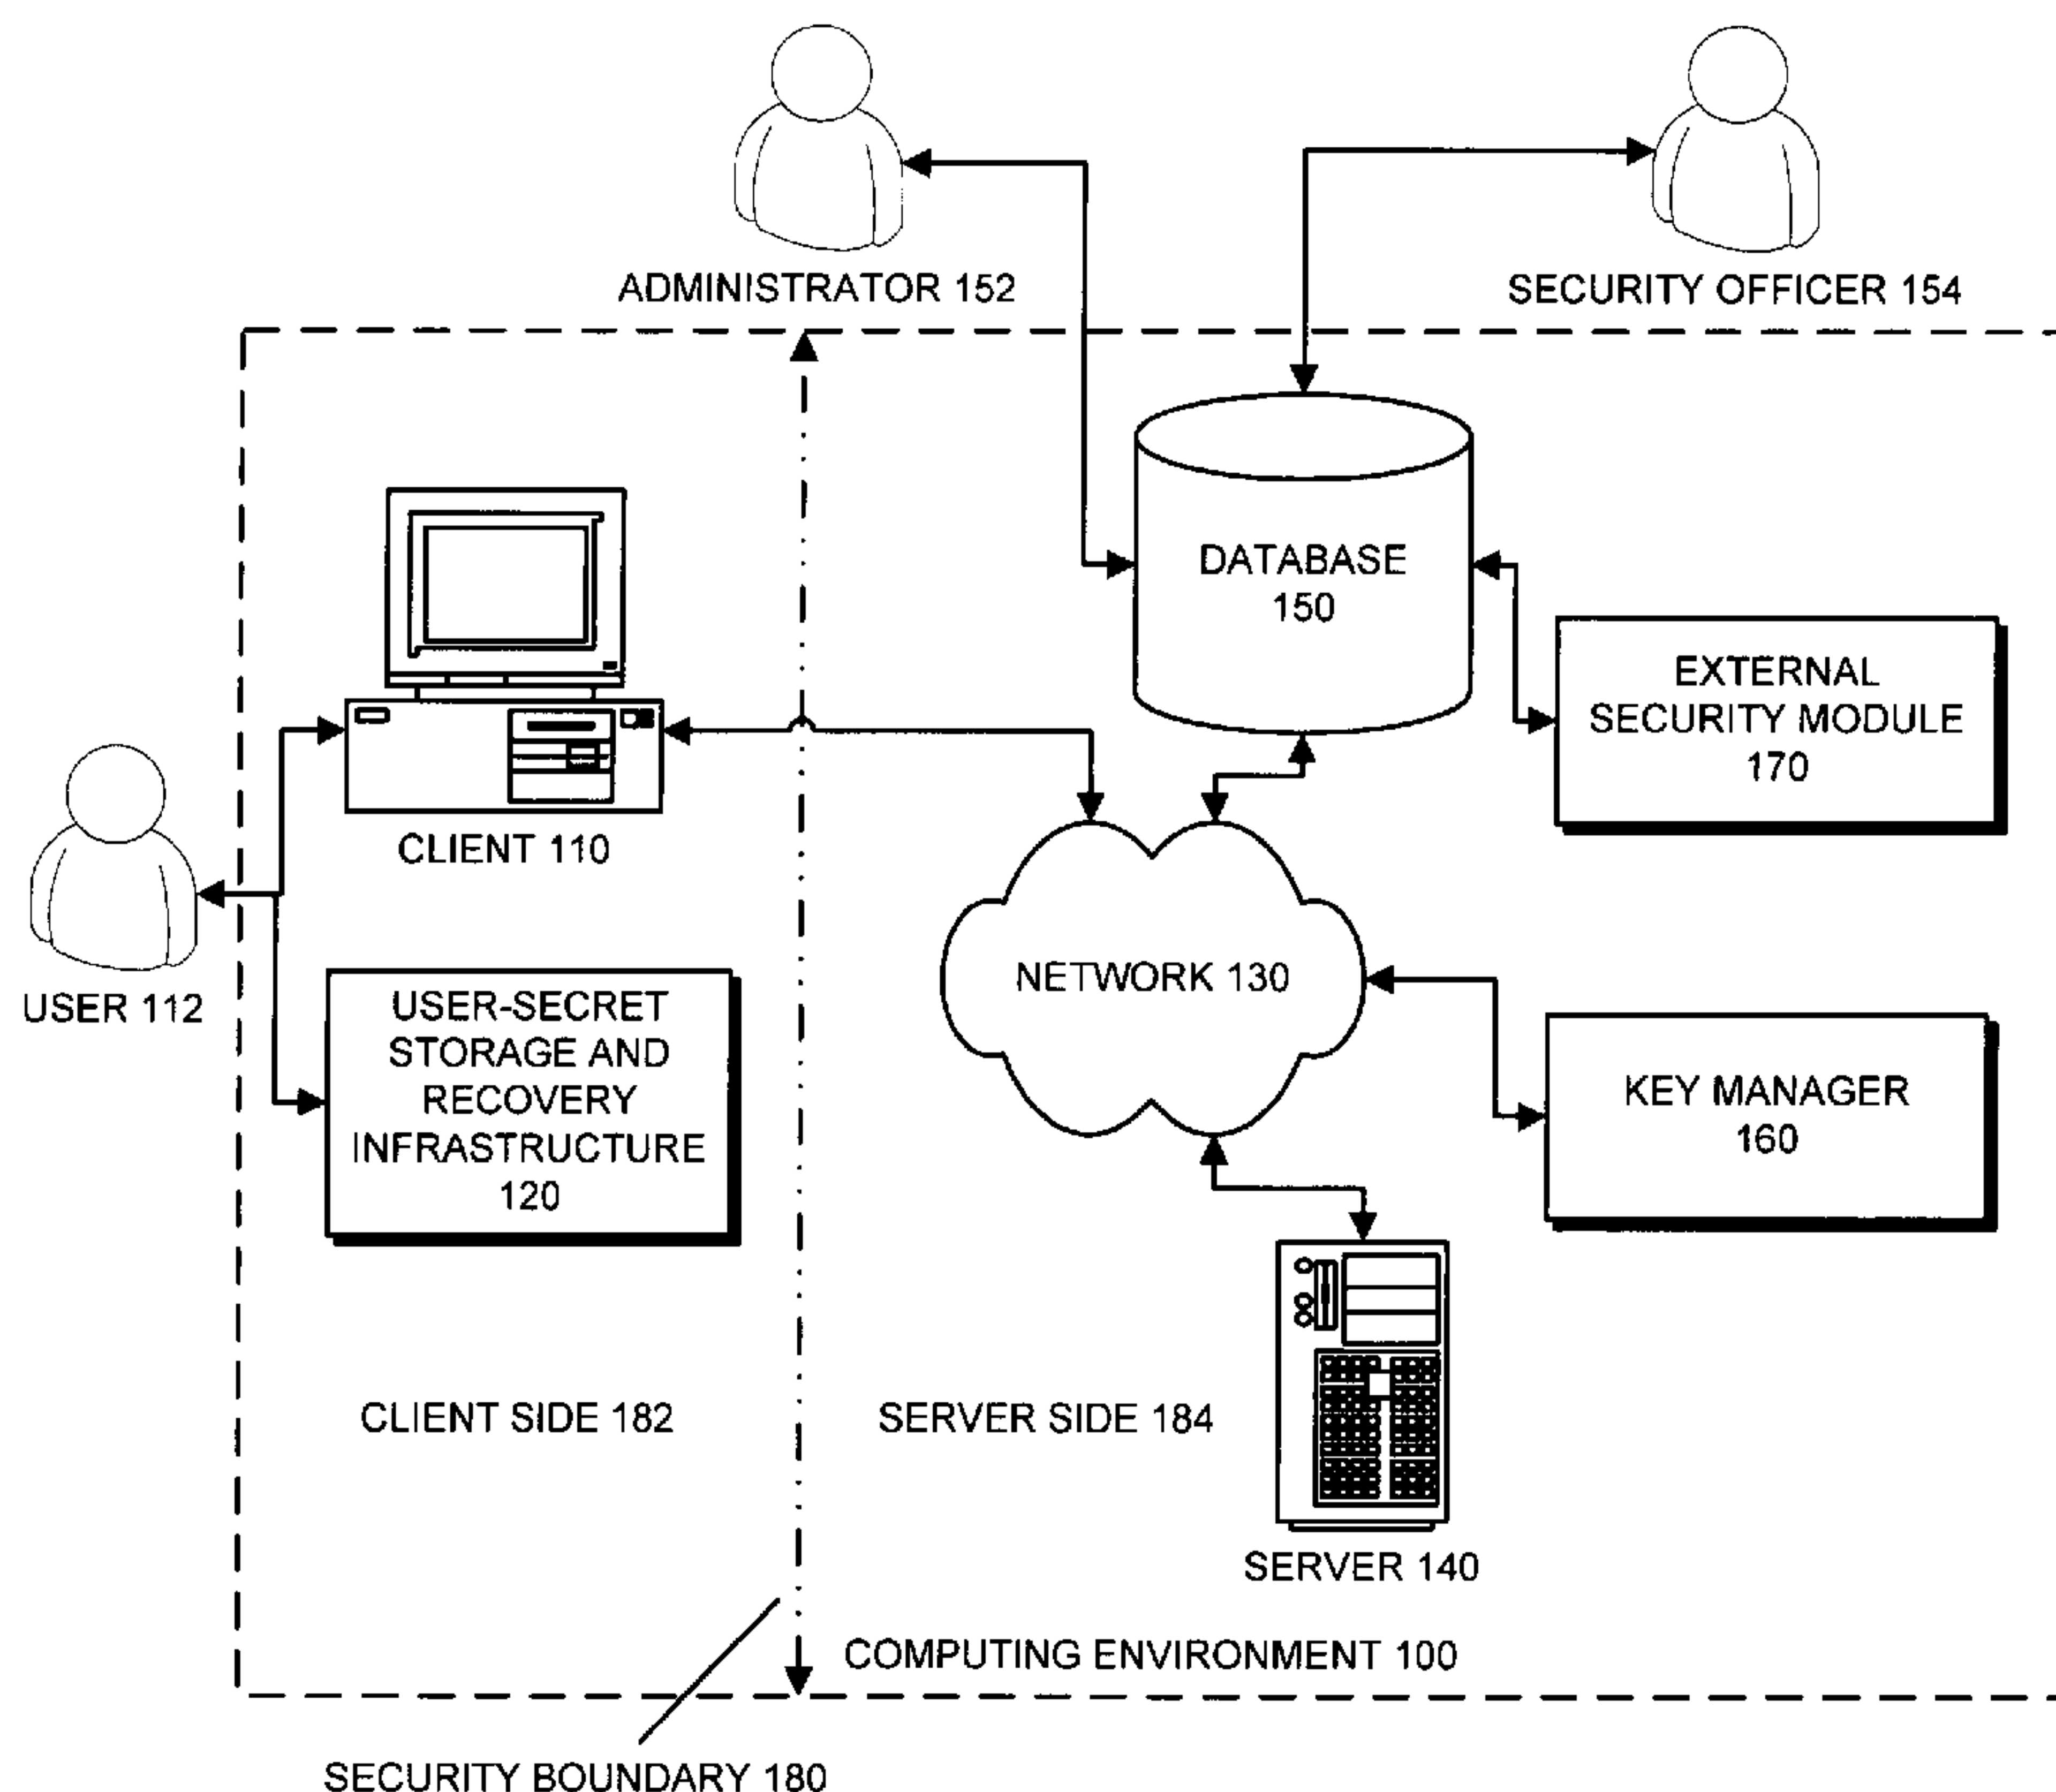 ADMINISTRATOR 152
SECURITY OFFICER 154
DATABASE
150
EXTERNAL
SECURITY MODULE
170
CLIENT 110
USER 112
USER-SECRET
STORAGE AND
RECOVERY
INFRASTRUCTURE
120
NETWORK 130
KEY MANAGER
160
CLIENT SIDE 182
SERVER SIDE 184
SERVER 140
COMPUTING ENVIRONMENT 100
SECURITY BOUNDARY 180